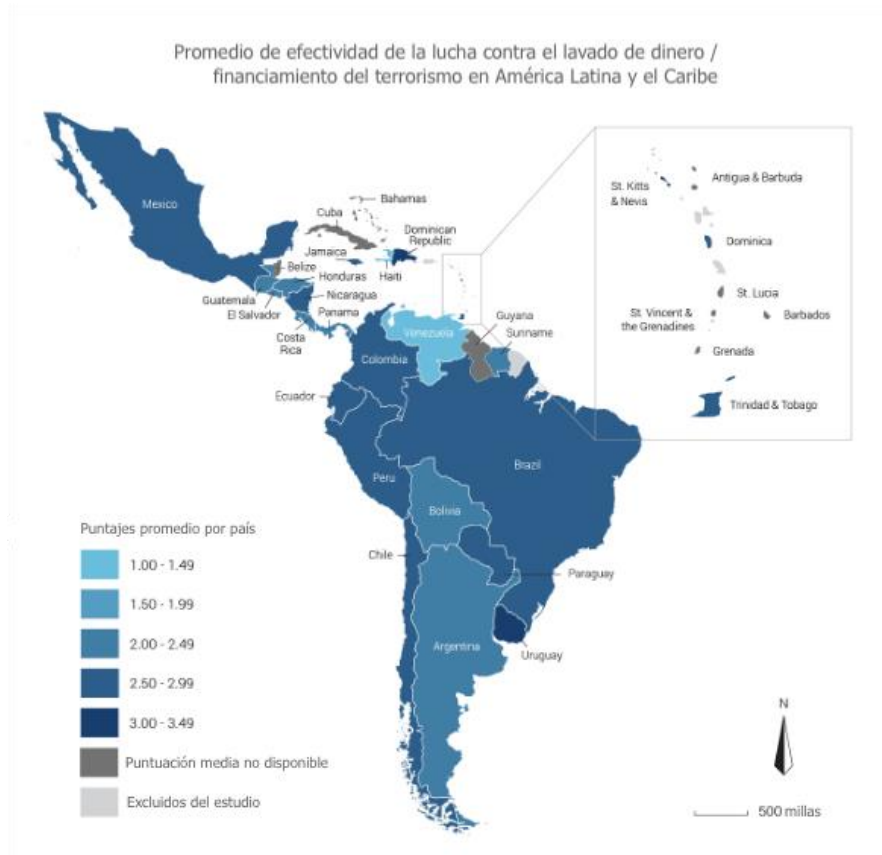 Promedio de efectividad de la lucha contra el lavado de dinero /
financiamiento del terrorismo en América Latina y el Caribe
Mexico
Bahamas
Cuba
Dominican
Republic
Jamaica
Belize
Haiti
Honduras
Guatemala
Nicaragua
El Salvador
Panama
Costa
Rica
Venezuela
Guyana
Suriname
Colombia
Ecuador
Brazil
Peru
Bolivia
Chile
Paraguay
Argentina
Uruguay
St. Kitts
& Nevis
Antigua & Barbuda
Dominica
St. Lucia
St. Vincent &
the Grenadines
Barbados
Grenada
Trinidad & Tobago
Puntajes promedio por país
1.00 - 1.49
1.50 - 1.99
2.00 - 2.49
2.50 - 2.99
3.00 - 3.49
Puntuación media no disponible
Excluidos del estudio
N
500 millas